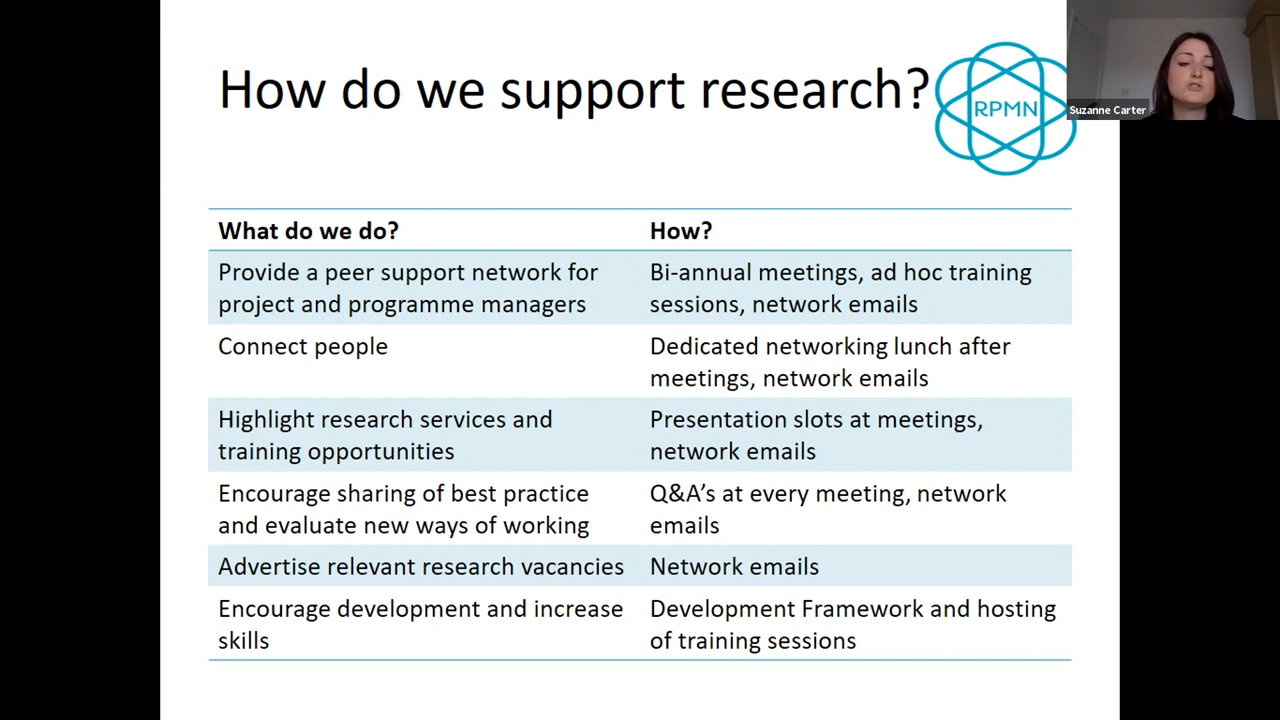 How do we support research?
RPMN
Suzanne Carter
What do we do?
How?
Provide a peer support network for
project and programme managers
Bi-annual meetings, ad hoc training
sessions, network emails
Connect people
Dedicated networking lunch after
meetings, network emails
Highlight research services and
training opportunities
Presentation slots at meetings,
network emails
Encourage sharing of best practice
and evaluate new ways of working
Q&A’s at every meeting, network
emails
Advertise relevant research vacancies
Network emails
Encourage development and increase
skills
Development Framework and hosting
of training sessions